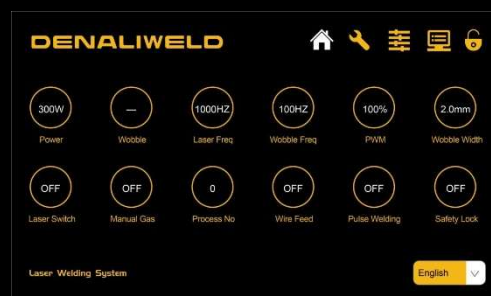 DENALIWELD
300W — 1000HZ 100HZ 100% 2.0mm
Power Wobble Laser Freq Wobble Freq PWM Wobble Width
OFF OFF 0 OFF OFF OFF
Laser Switch Manual Gas Process No Wire Feed Pulse Welding Safety Lock
Laser Welding System English